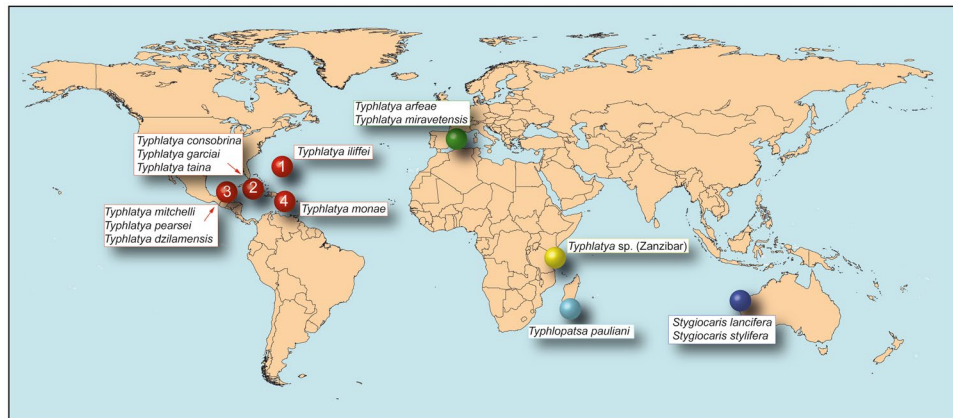 Typhlatya arfeae
Typhlatya miravetensis
Typhlatya consobrina
Typhlatya garciai
Typhlatya taina
Typhlatya iliffei
1
2
3
4
Typhlatya monae
Typhlatya mitchelli
Typhlatya pearsei
Typhlatya dzilamensis
Typhlatya sp. (Zanzibar)
Typhlopatsa pauliani
Stygiocaris lancifera
Stygiocaris stylifera